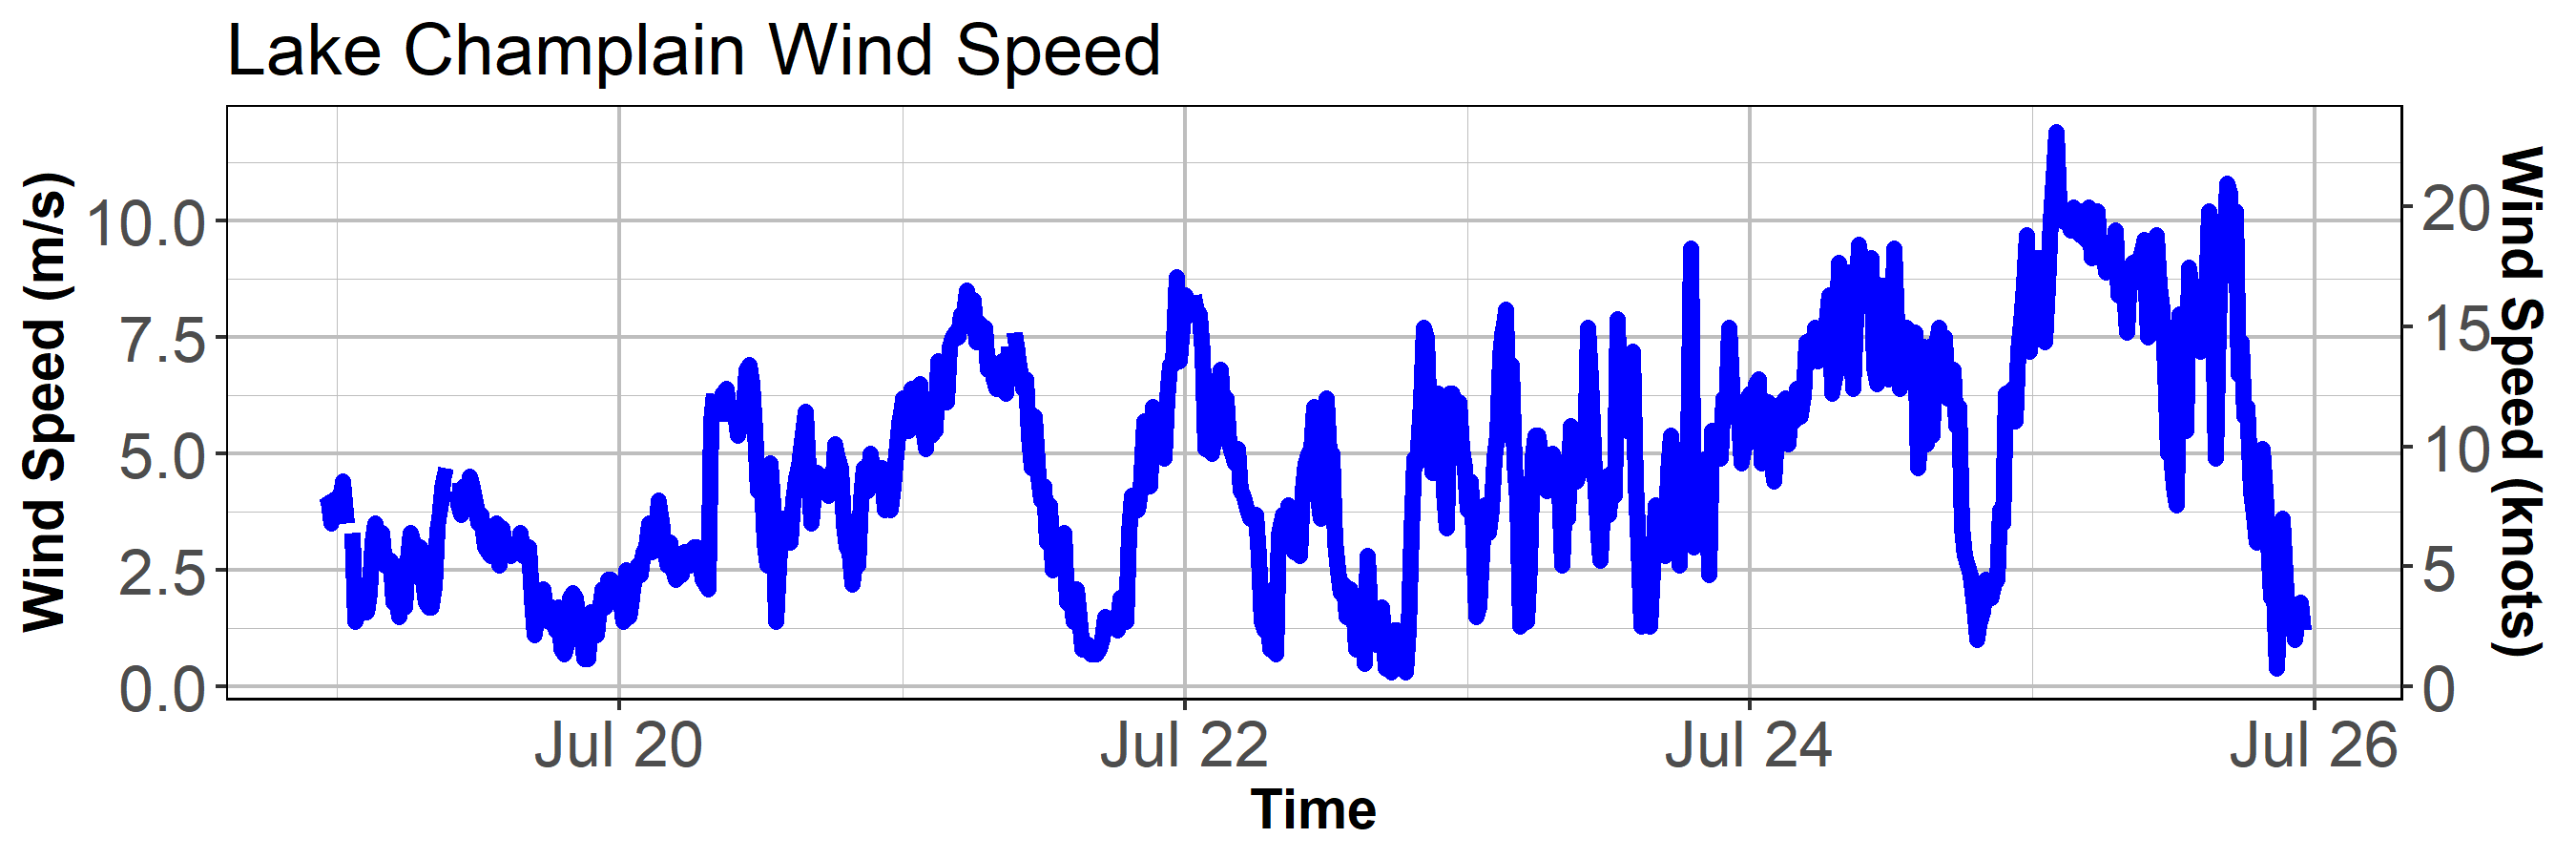 Lake Champlain Wind Speed
Wind Speed (m/s)
10.0
7.5
5.0
2.5
0.0
20
15
10
5
0
Wind Speed (knots)
Jul 20 Jul 22 Jul 24 Jul 26
Time